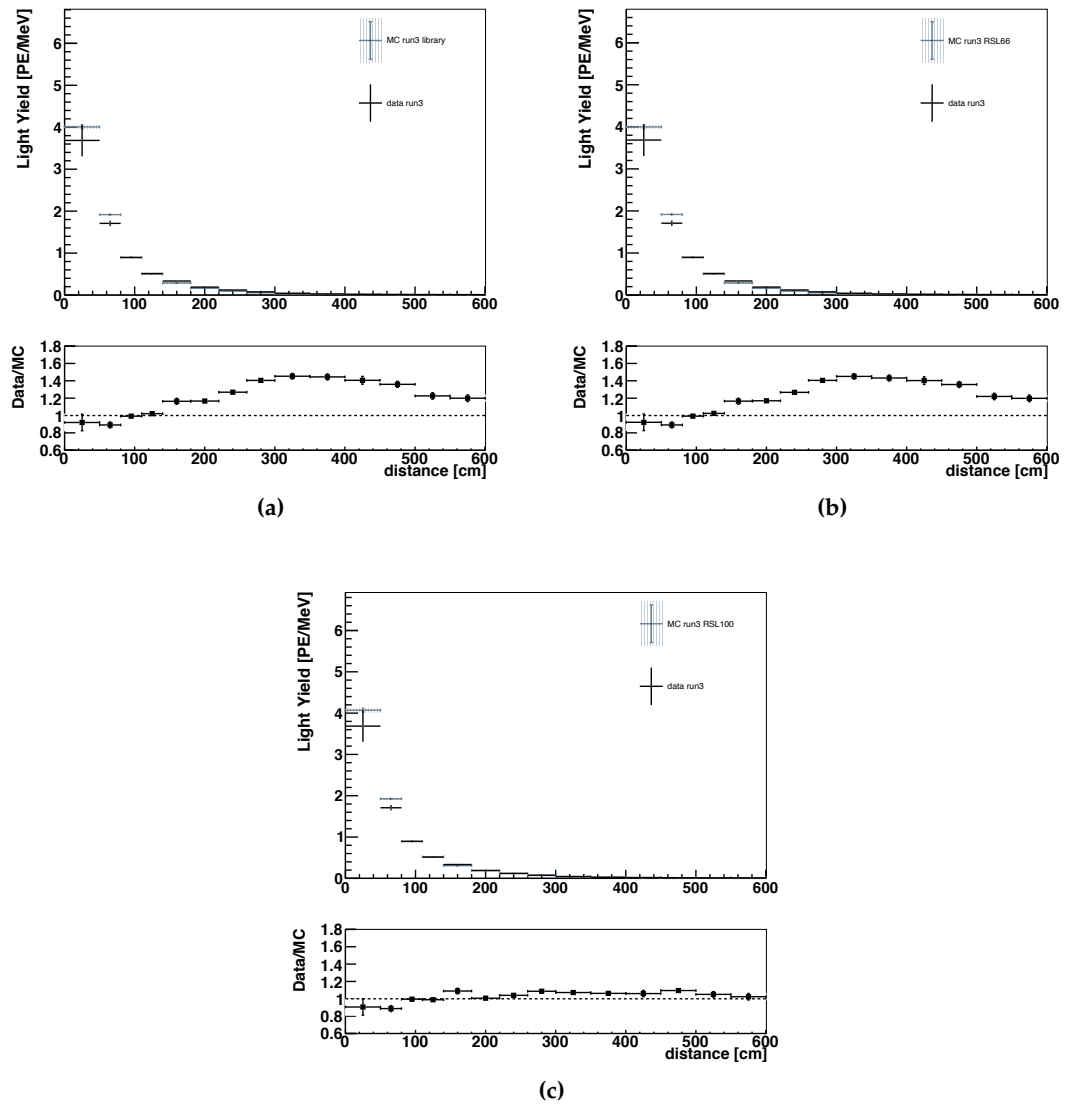 Light Yield [PE/MeV]
6
5
4
3
2
1
0
0 100 200 300 400 500 600
MC run3 library
data run3
Data/MC
1.8
1.6
1.4
1.2
1
0.8
0.6
0 100 200 300 400 500 600
distance [cm]
(a)
Light Yield [PE/MeV]
6
5
4
3
2
1
0
0 100 200 300 400 500 600
MC run3 RSL66
data run3
Data/MC
1.8
1.6
1.4
1.2
1
0.8
0.6
0 100 200 300 400 500 600
distance [cm]
(b)
Light Yield [PE/MeV]
6
5
4
3
2
1
0
0 100 200 300 400 500 600
MC run3 RSL100
data run3
Data/MC
1.8
1.6
1.4
1.2
1
0.8
0.6
0 100 200 300 400 500 600
distance [cm]
(c)